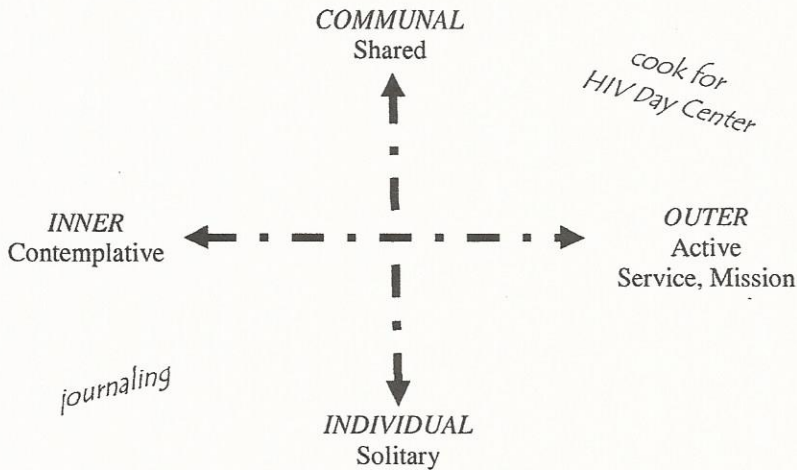 COMMUNAL
Shared
cook for
HIV Day Center
INNER
Contemplative
OUTER
Active
Service, Mission
journaling
INDIVIDUAL
Solitary